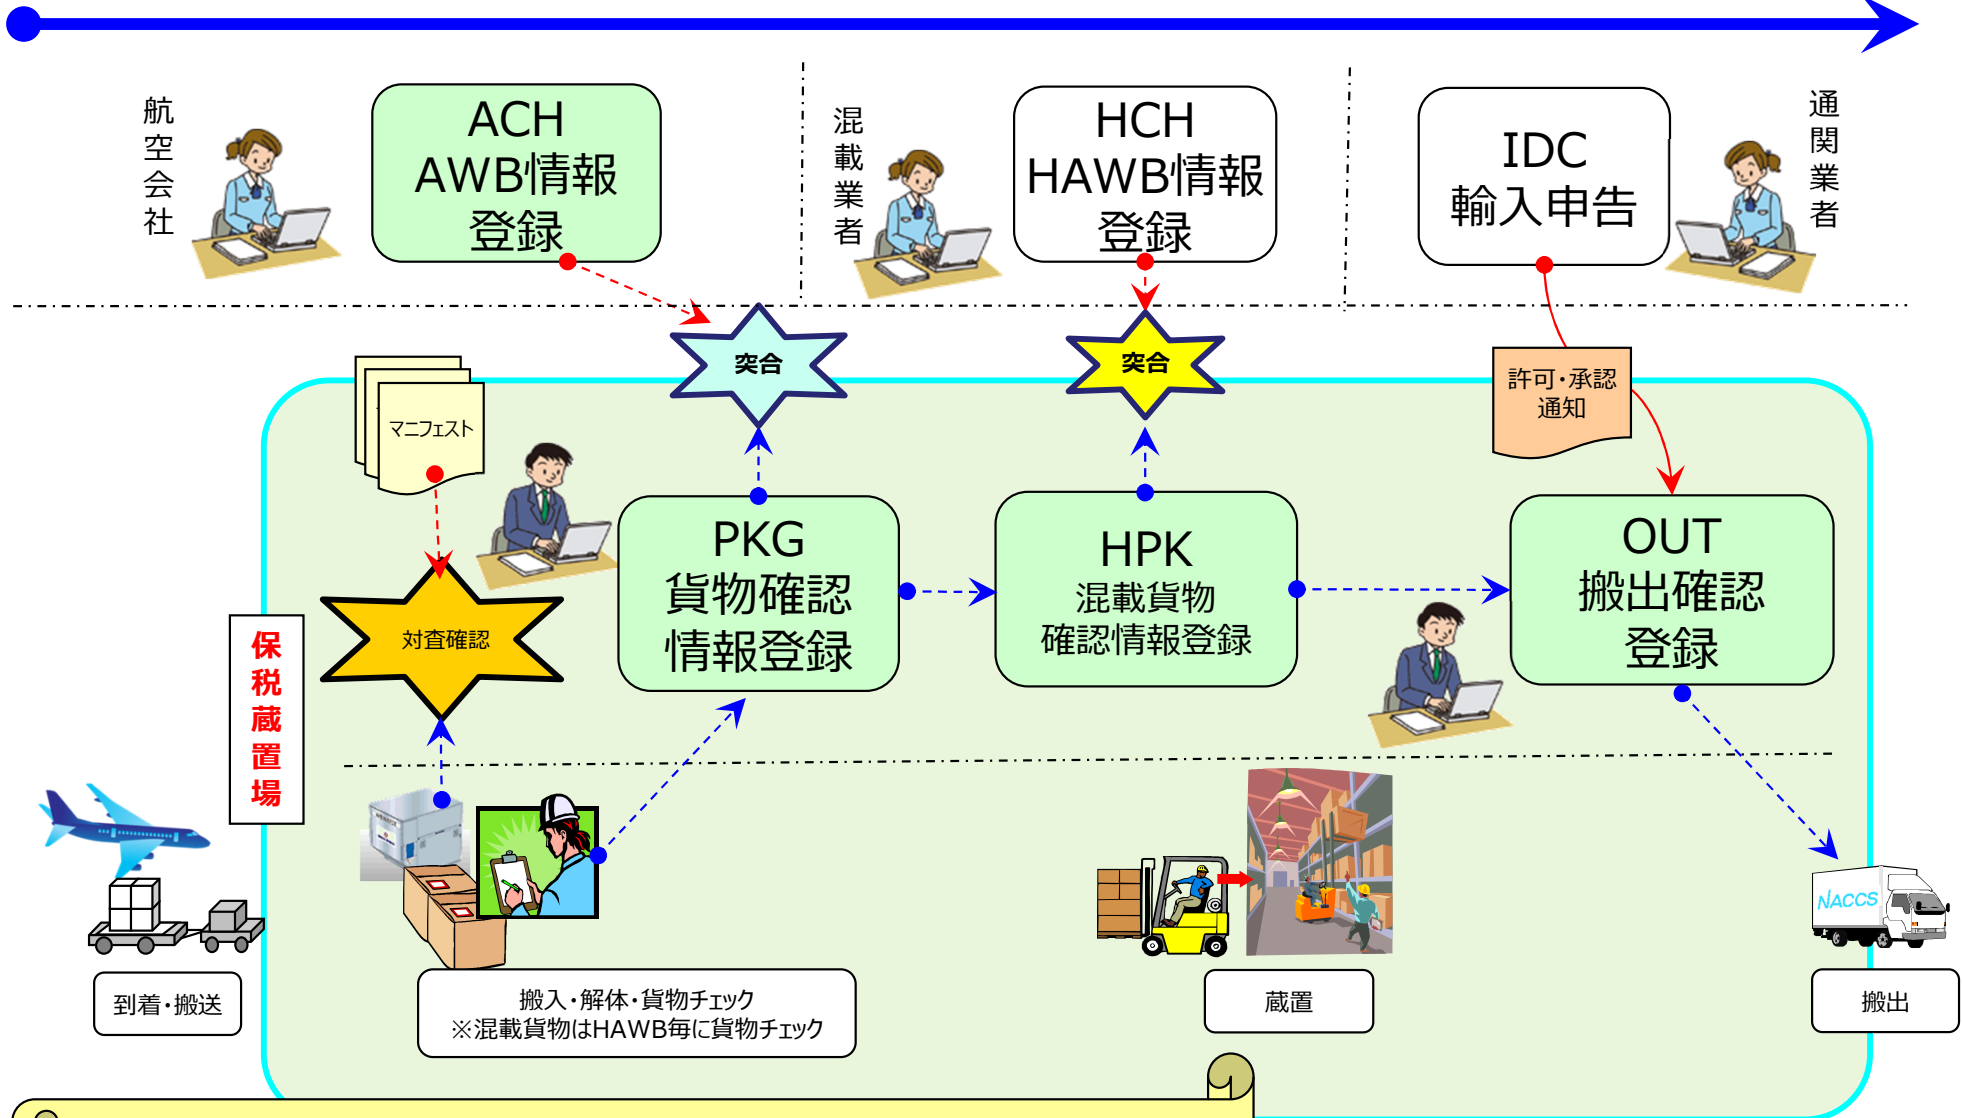 航空会社
ACH
AWB情報
登録
混載業者
HCH
HAWB情報
登録
IDC
輸入申告
通関業者
突合
突合
許可・承認
通知
マニフェスト
対査確認
PKG
貨物確認
情報登録
HPK
混載貨物
確認情報登録
OUT
搬出確認
登録
保税蔵置場
NACCS
到着・搬送
搬入・解体・貨物チェック
※混載貨物はHAWB毎に貨物チェック
蔵置
搬出